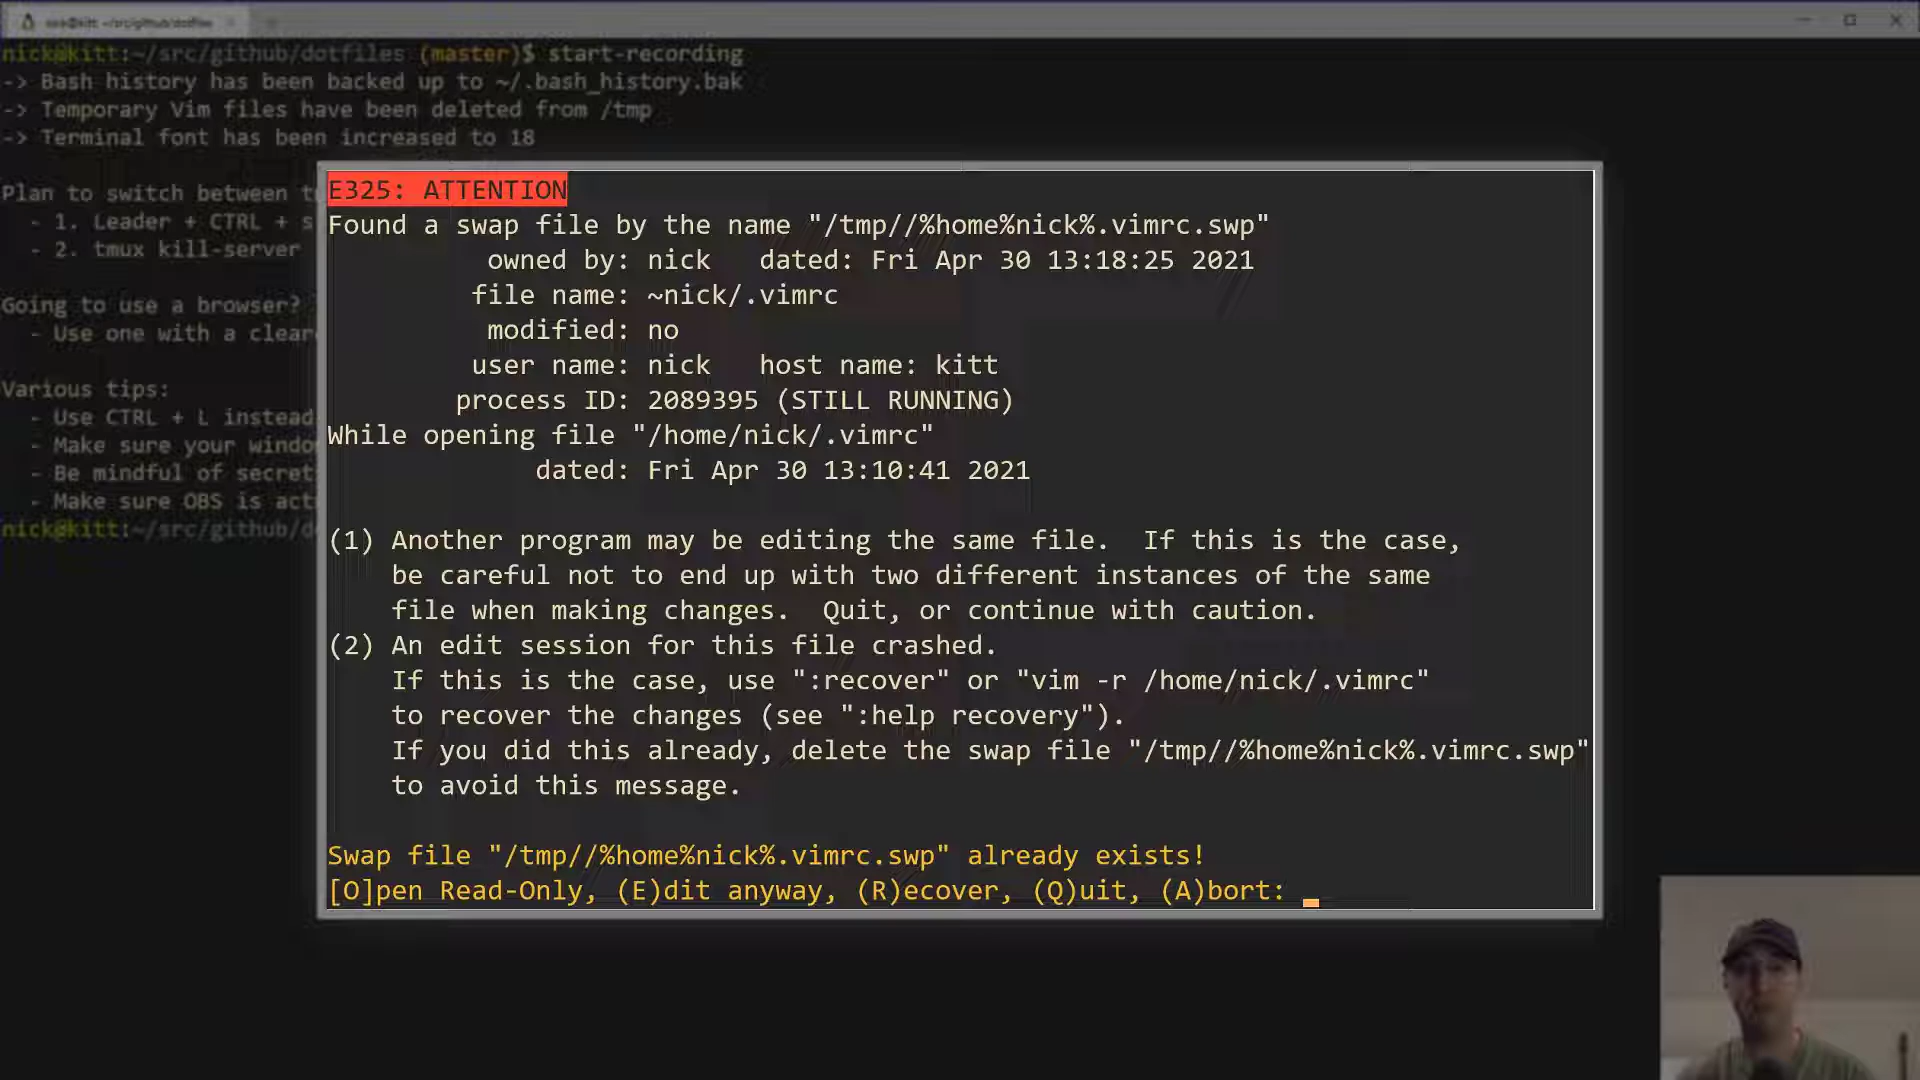 nick@kitt: ~/src/github/dotfiles
nick@kitt:~/src/github/dotfiles (master)$ start-recording
-> Bash history has been backed up to ~/.bash_history.bak
-> Temporary Vim files have been deleted from /tmp
-> Terminal font has been increased to 18
Plan to switch between t
- 1. Leader + CTRL + s
- 2. tmux kill-server
Going to use a browser?
- Use one with a clear
Various tips:
- Use CTRL + L instead
- Make sure your windo
- Be mindful of secret
- Make sure OBS is act
nick@kitt:~/src/github/d
E325: ATTENTION
Found a swap file by the name "/tmp//%home%nick%.vimrc.swp"
owned by: nick   dated: Fri Apr 30 13:18:25 2021
file name: ~nick/.vimrc
modified: no
user name: nick   host name: kitt
process ID: 2089395 (STILL RUNNING)
While opening file "/home/nick/.vimrc"
dated: Fri Apr 30 13:10:41 2021
(1) Another program may be editing the same file.  If this is the case,
be careful not to end up with two different instances of the same
file when making changes.  Quit, or continue with caution.
(2) An edit session for this file crashed.
If this is the case, use ":recover" or "vim -r /home/nick/.vimrc"
to recover the changes (see ":help recovery").
If you did this already, delete the swap file "/tmp//%home%nick%.vimrc.swp"
to avoid this message.
Swap file "/tmp//%home%nick%.vimrc.swp" already exists!
[O]pen Read-Only, (E)dit anyway, (R)ecover, (Q)uit, (A)bort: